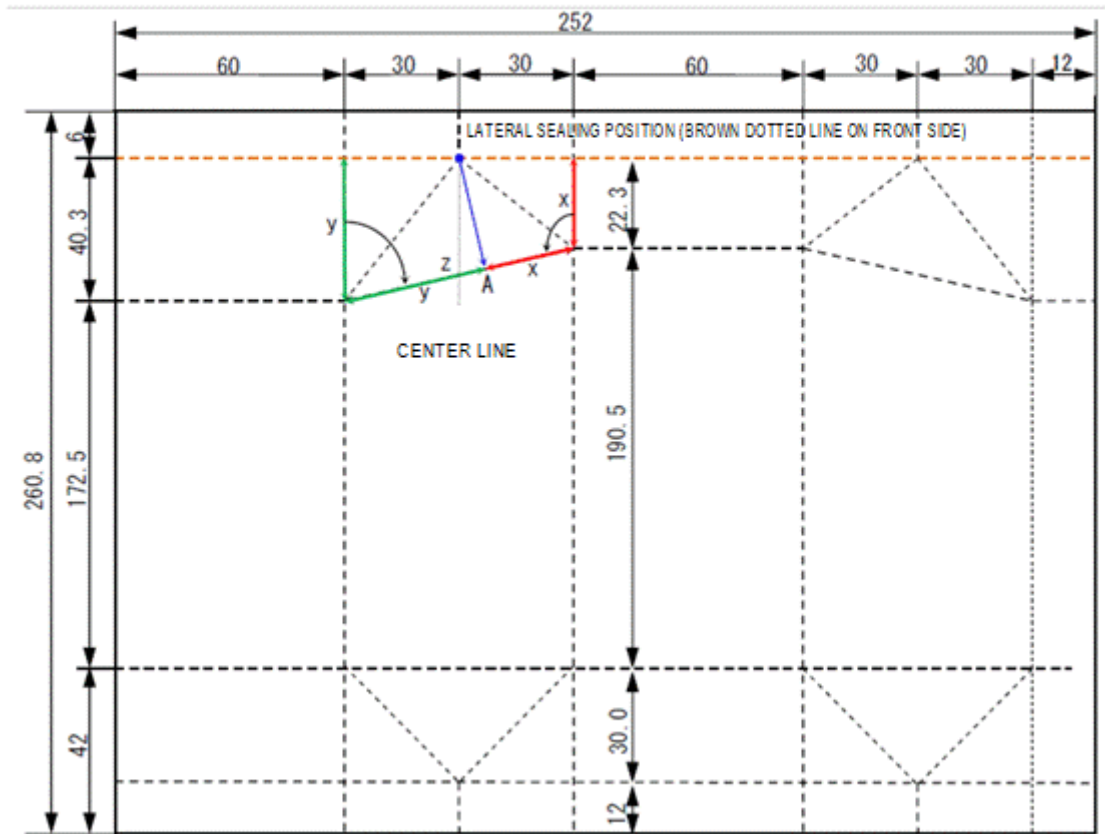 252
60 30 30 60 30 30 12
6
LATERAL SEALING POSITION (BROWN DOTTED LINE ON FRONT SIDE)
40.3
y
x
22.3
z
x
y
A
CENTER LINE
260.8
172.5
190.5
42
30.0
12